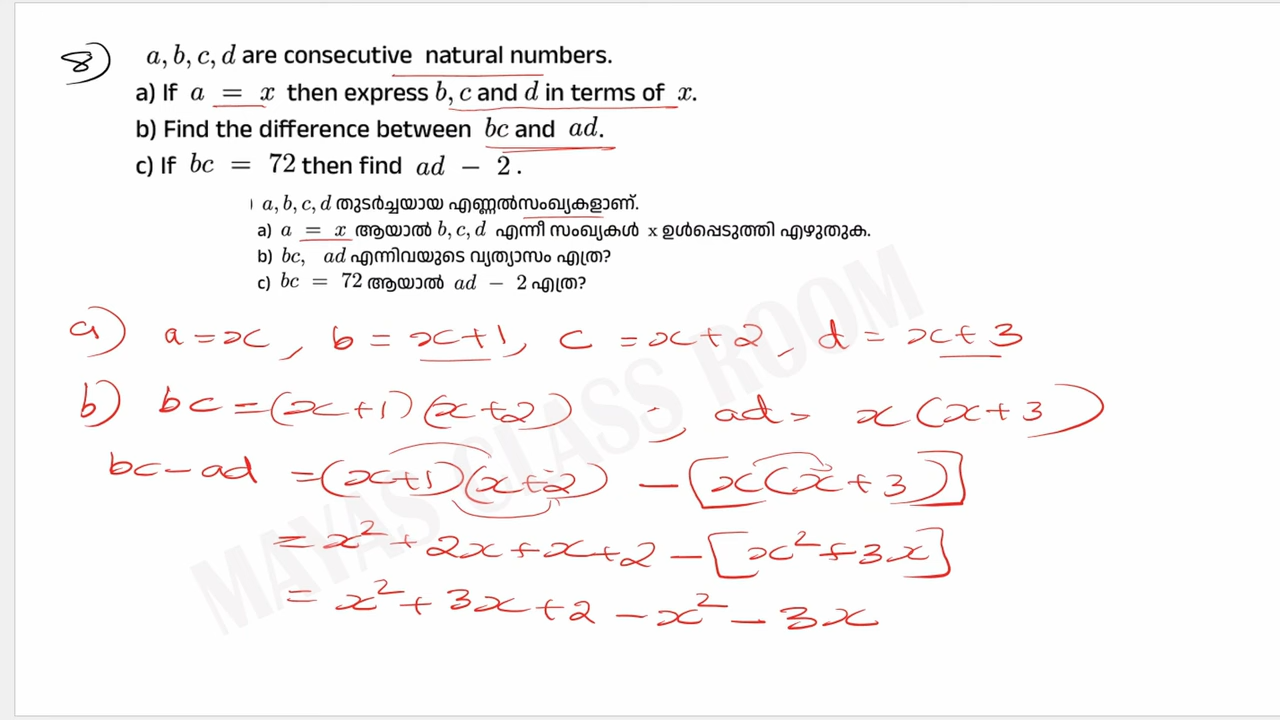 8) a, b, c, d are consecutive natural numbers.
a) If a = x then express b, c and d in terms of x.
b) Find the difference between bc and ad.
c) If bc = 72 then find ad − 2.
) a, b, c, d തുടർച്ചയായ എണ്ണൽസംഖ്യകളാണ്.
a) a = x ആയാൽ b, c, d എന്നീ സംഖ്യകൾ x ഉൾപ്പെടുത്തി എഴുതുക.
b) bc, ad എന്നിവയുടെ വ്യത്യാസം എത്ര?
c) bc = 72 ആയാൽ ad − 2 എത്ര?
a) a = x, b = x+1, c = x+2, d = x+3
b) bc = (x+1)(x+2) ; ad = x(x+3)
bc − ad = (x+1)(x+2) − [x(x+3)]
= x² + 2x + x + 2 − [x² + 3x]
= x² + 3x + 2 − x² − 3x
MAYAS CLASS ROOM